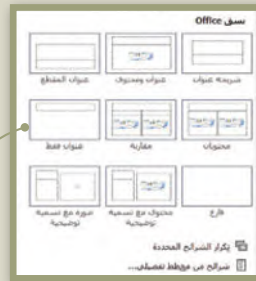 نسق Office
شريحة عنوان
عنوان ومحتوى
عنوان المقطع
محتويان
مقارنة
عنوان فقط
فارغ
محتوى مع تسمية توضيحية
صورة مع تسمية توضيحية
تكرار الشرائح المحددة
شرائح من مخطط تفصيلي...